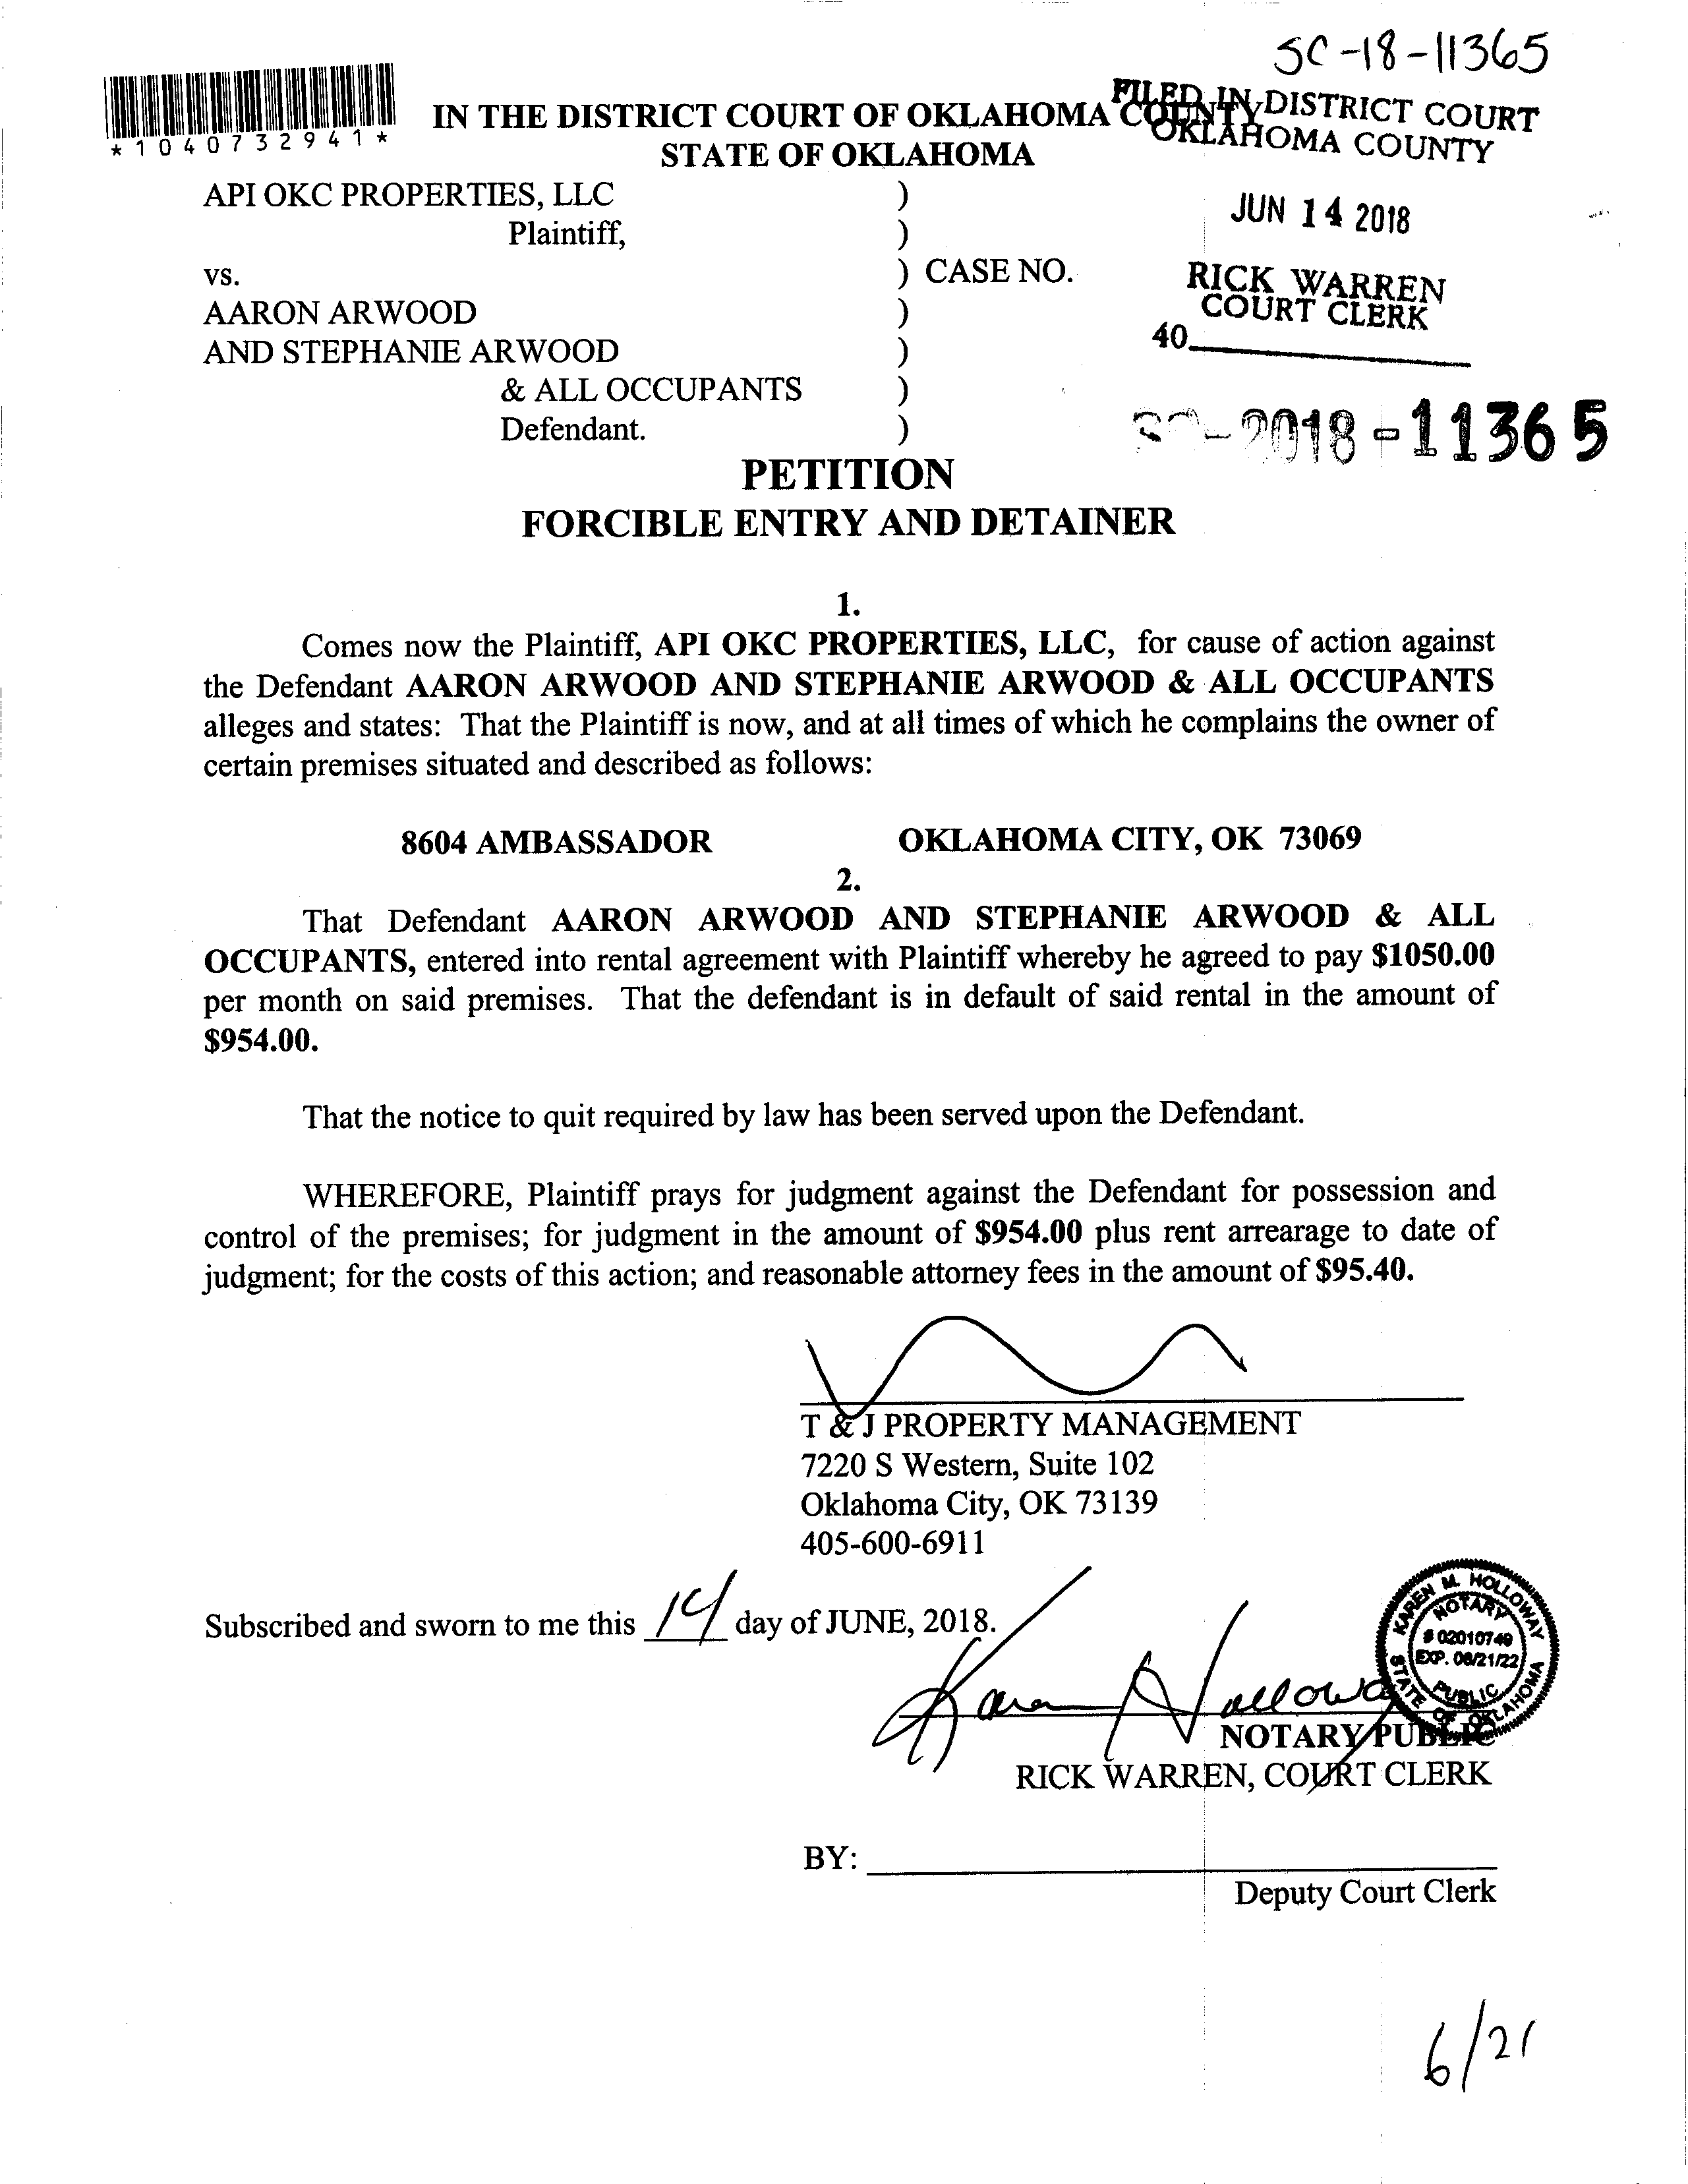 SC-18-11365
*1040732941*
IN THE DISTRICT COURT OF OKLAHOMA COUNTY
STATE OF OKLAHOMA
FILED IN DISTRICT COURT
OKLAHOMA COUNTY
JUN 14 2018
RICK WARREN
COURT CLERK
40
API OKC PROPERTIES, LLC )
Plaintiff, )
vs. ) CASE NO.
AARON ARWOOD )
AND STEPHANIE ARWOOD )
& ALL OCCUPANTS )
Defendant. )
SC-2018-11365
PETITION
FORCIBLE ENTRY AND DETAINER
1.
Comes now the Plaintiff, API OKC PROPERTIES, LLC, for cause of action against
the Defendant AARON ARWOOD AND STEPHANIE ARWOOD & ALL OCCUPANTS
alleges and states: That the Plaintiff is now, and at all times of which he complains the owner of
certain premises situated and described as follows:
8604 AMBASSADOR OKLAHOMA CITY, OK 73069
2.
That Defendant AARON ARWOOD AND STEPHANIE ARWOOD & ALL
OCCUPANTS, entered into rental agreement with Plaintiff whereby he agreed to pay $1050.00
per month on said premises. That the defendant is in default of said rental in the amount of
$954.00.
That the notice to quit required by law has been served upon the Defendant.
WHEREFORE, Plaintiff prays for judgment against the Defendant for possession and
control of the premises; for judgment in the amount of $954.00 plus rent arrearage to date of
judgment; for the costs of this action; and reasonable attorney fees in the amount of $95.40.
T & J PROPERTY MANAGEMENT
7220 S Western, Suite 102
Oklahoma City, OK 73139
405-600-6911
Subscribed and sworn to me this 14 day of JUNE, 2018.
Karen Holloway
KAREN M. HOLLOWAY
NOTARY
# 02010749
EXP. 06/21/22
PUBLIC
STATE OF OKLAHOMA
NOTARY PUBLIC
RICK WARREN, COURT CLERK
BY:
Deputy Court Clerk
6/21